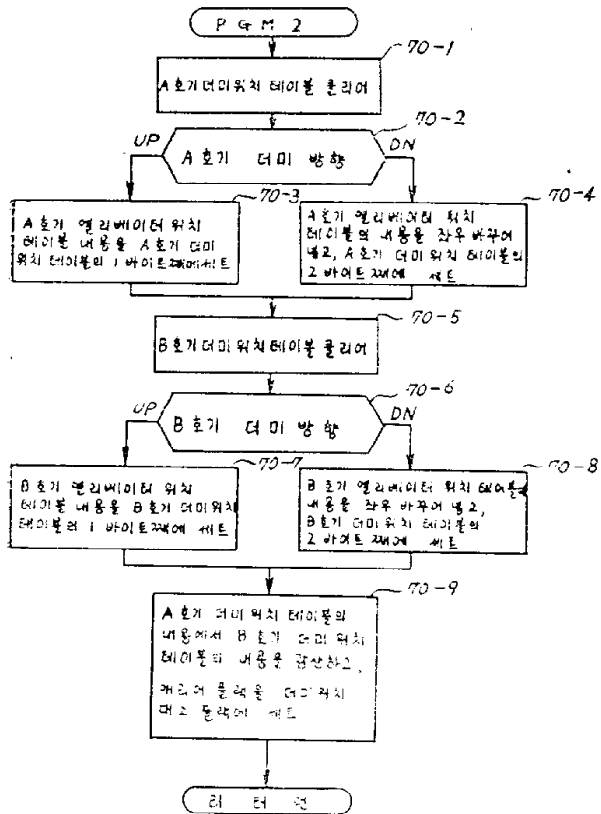 PGM 2
70-1
A호기 더미위치 테이블 클리어
70-2
UP
A호기 더미 방향
DN
70-3
A호기 엘리베이터 위치
테이블 내용을 A호기 더미
위치 테이블의 1 바이트째에 세트
70-4
A호기 엘리베이터 위치
테이블의 내용을 좌우 바꾸어
넣고, A호기 더미위치 테이블의
2 바이트 째에 세트
70-5
B호기 더미위치 테이블 클리어
70-6
UP
B호기 더미 방향
DN
70-7
B호기 엘리베이터 위치
테이블 내용을 B호기 더미위치
테이블의 1 바이트째에 세트
70-8
B호기 엘리베이터 위치 테이블의
내용을 좌우 바꾸어 넣고,
B호기 더미위치 테이블의
2 바이트 째에 세트
70-9
A호기 더미위치 테이블의
내용에서 B호기 더미위치
테이블의 내용을 감산하고,
캐리어 플랙을 더미위치
대고 플랙에 세트
리턴